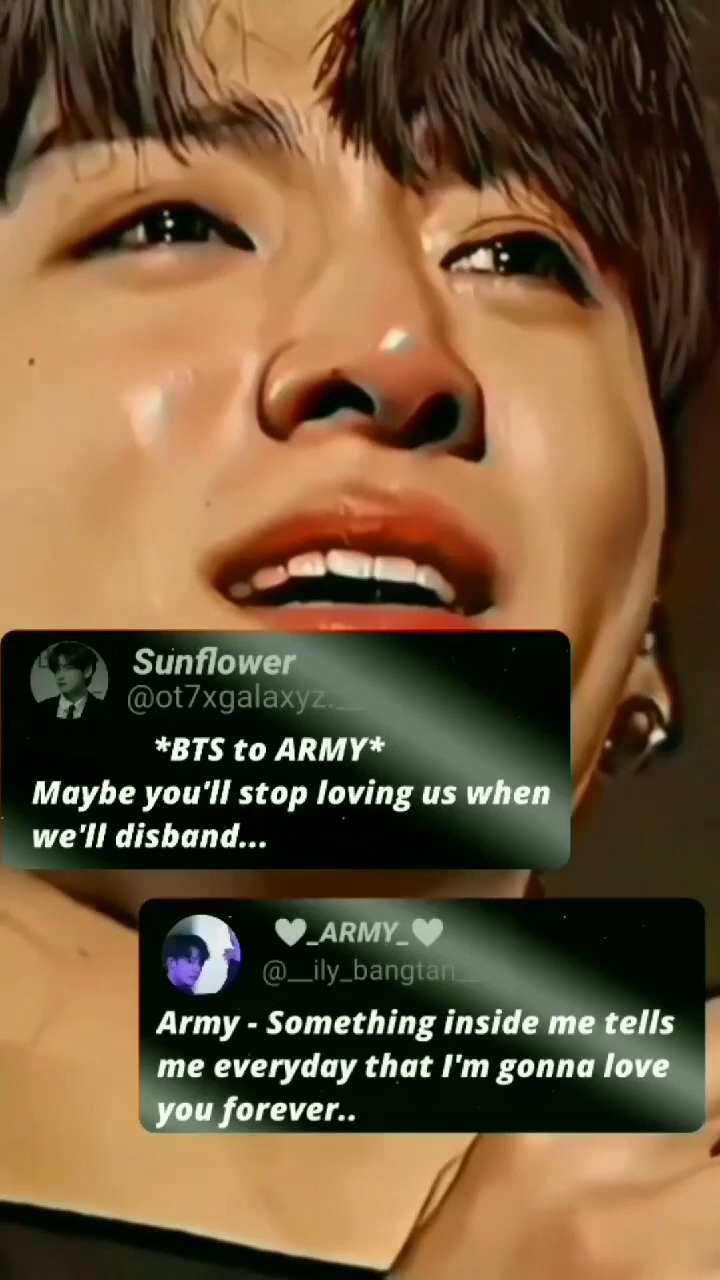 Sunflower
@ot7xgalaxyz.__
*BTS to ARMY*
Maybe you'll stop loving us when
we'll disband...
🤍_ARMY_🤍
@__ily_bangtan__
Army - Something inside me tells
me everyday that I'm gonna love
you forever..